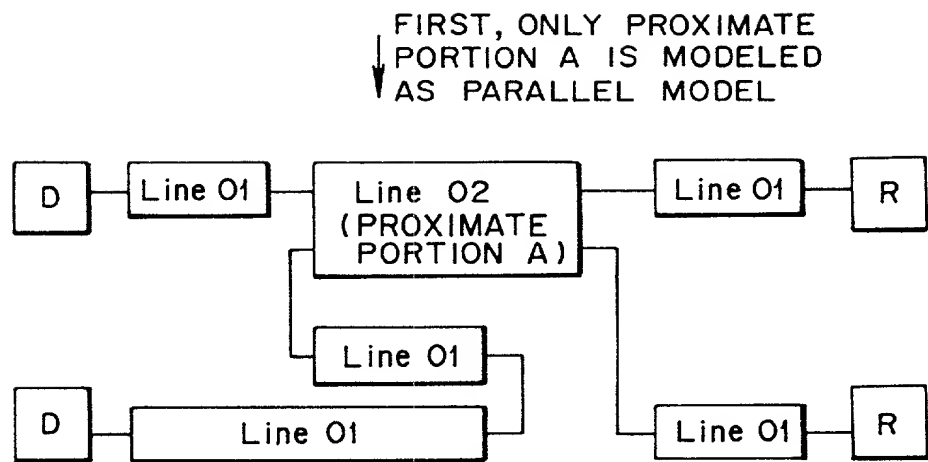 FIRST, ONLY PROXIMATE
PORTION A IS MODELED
AS PARALLEL MODEL
D
Line 01
Line 02
(PROXIMATE
PORTION A)
Line 01
R
Line 01
D
Line 01
Line 01
R